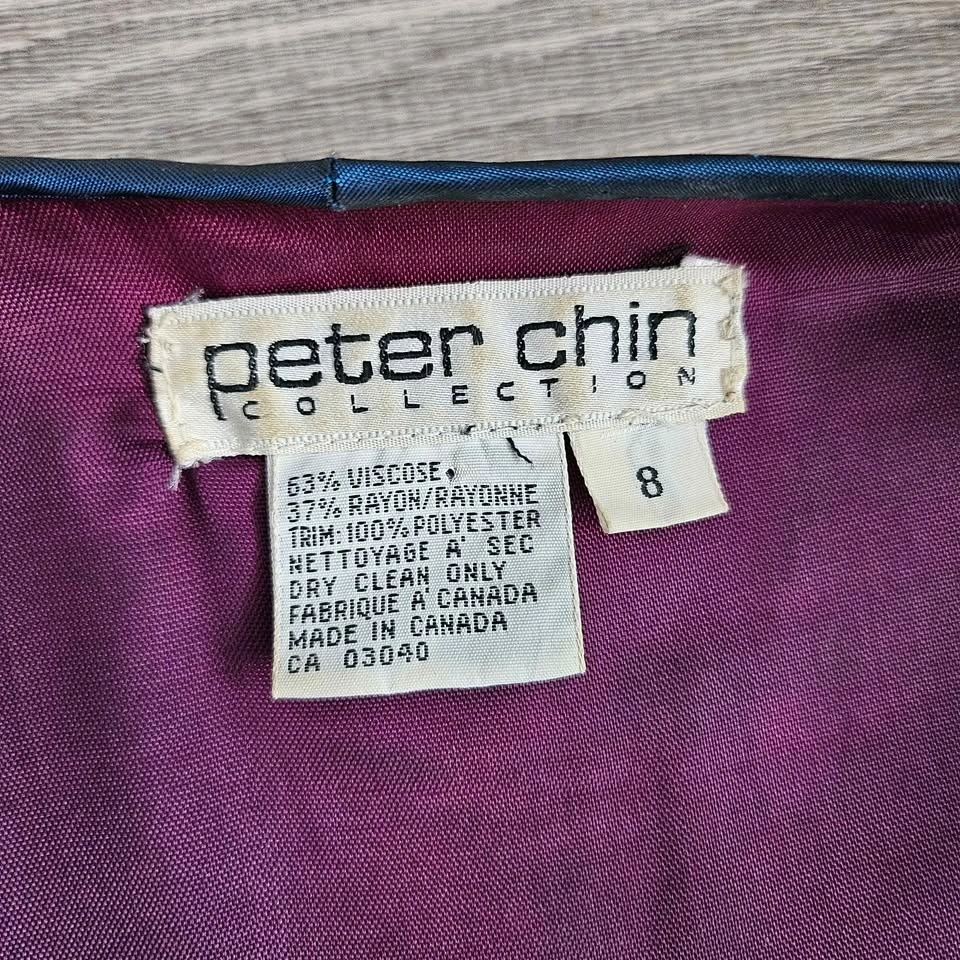 peter chin
COLLECTION
8
63% VISCOSE
37% RAYON/RAYONNE
TRIM: 100% POLYESTER
NETTOYAGE A' SEC
DRY CLEAN ONLY
FABRIQUE A' CANADA
MADE IN CANADA
CA 03040